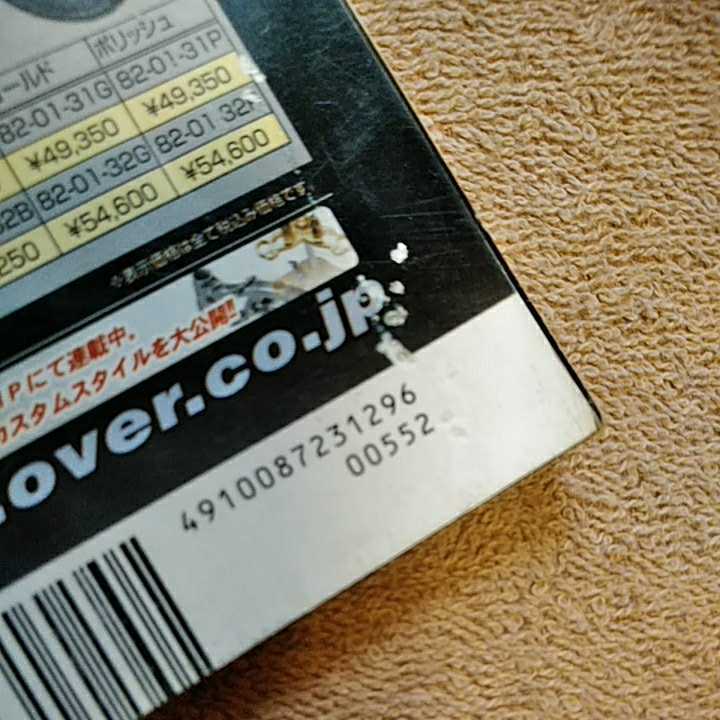 ールド ポリッシュ
82-01-31G 82-01-31P
¥49,350 ¥49,350
82-01-32G 82-01-32
¥54,600 ¥54,600
※表示価格は全て税込み価格です。
にて連載中。
カスタムスタイルを大公開!!
.over.co.jp
4910087231296
00552